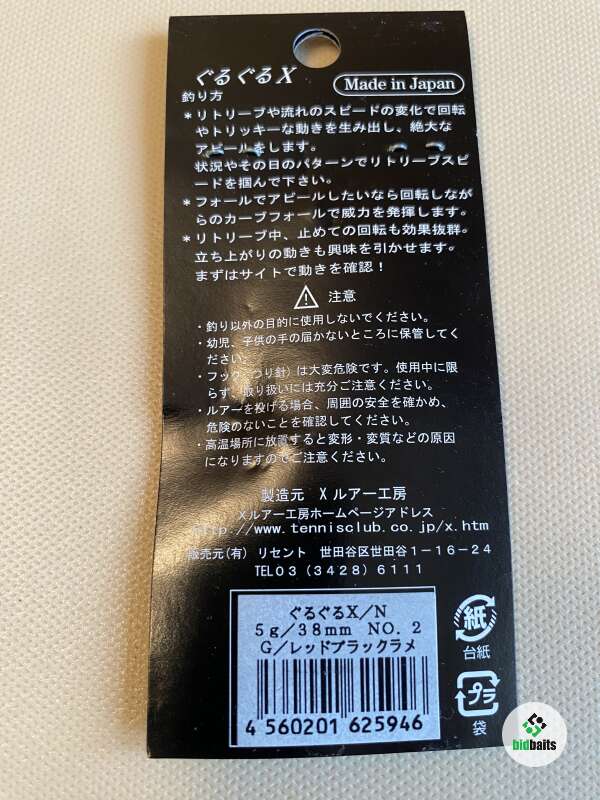 ぐるぐるX
Made in Japan
釣り方
*リトリーブや流れのスピードの変化で回転
やトリッキーな動きを生み出し、絶大な
アピールをします。
状況やその日のパターンでリトリーブスピ
ードを掴んで下さい。
*フォールでアピールしたいなら回転しなが
らのカーブフォールで威力を発揮します。
*リトリーブ中、止めての回転も効果抜群。
立ち上がりの動きも興味を引かせます。
まずはサイトで動きを確認！
注意
・釣り以外の目的に使用しないでください。
・幼児、子供の手の届かないところに保管してく
ださい。
・フック(つり針)は大変危険です。使用中に限
らず、取り扱いには充分ご注意ください。
・ルアーを投げる場合、周囲の安全を確かめ、
危険のないことを確認してください。
・高温場所に放置すると変形・変質などの原因
になりますのでご注意ください。
製造元 Xルアー工房
Xルアー工房ホームページアドレス
http://www.tennisclub.co.jp/x.htm
販売元(有) リセント 世田谷区世田谷1-16-24
TEL03(3428)6111
ぐるぐるX／N
5g／38mm NO.2
G／レッドブラックラメ
4 560201 625946
紙
台紙
プラ
袋
bidbaits